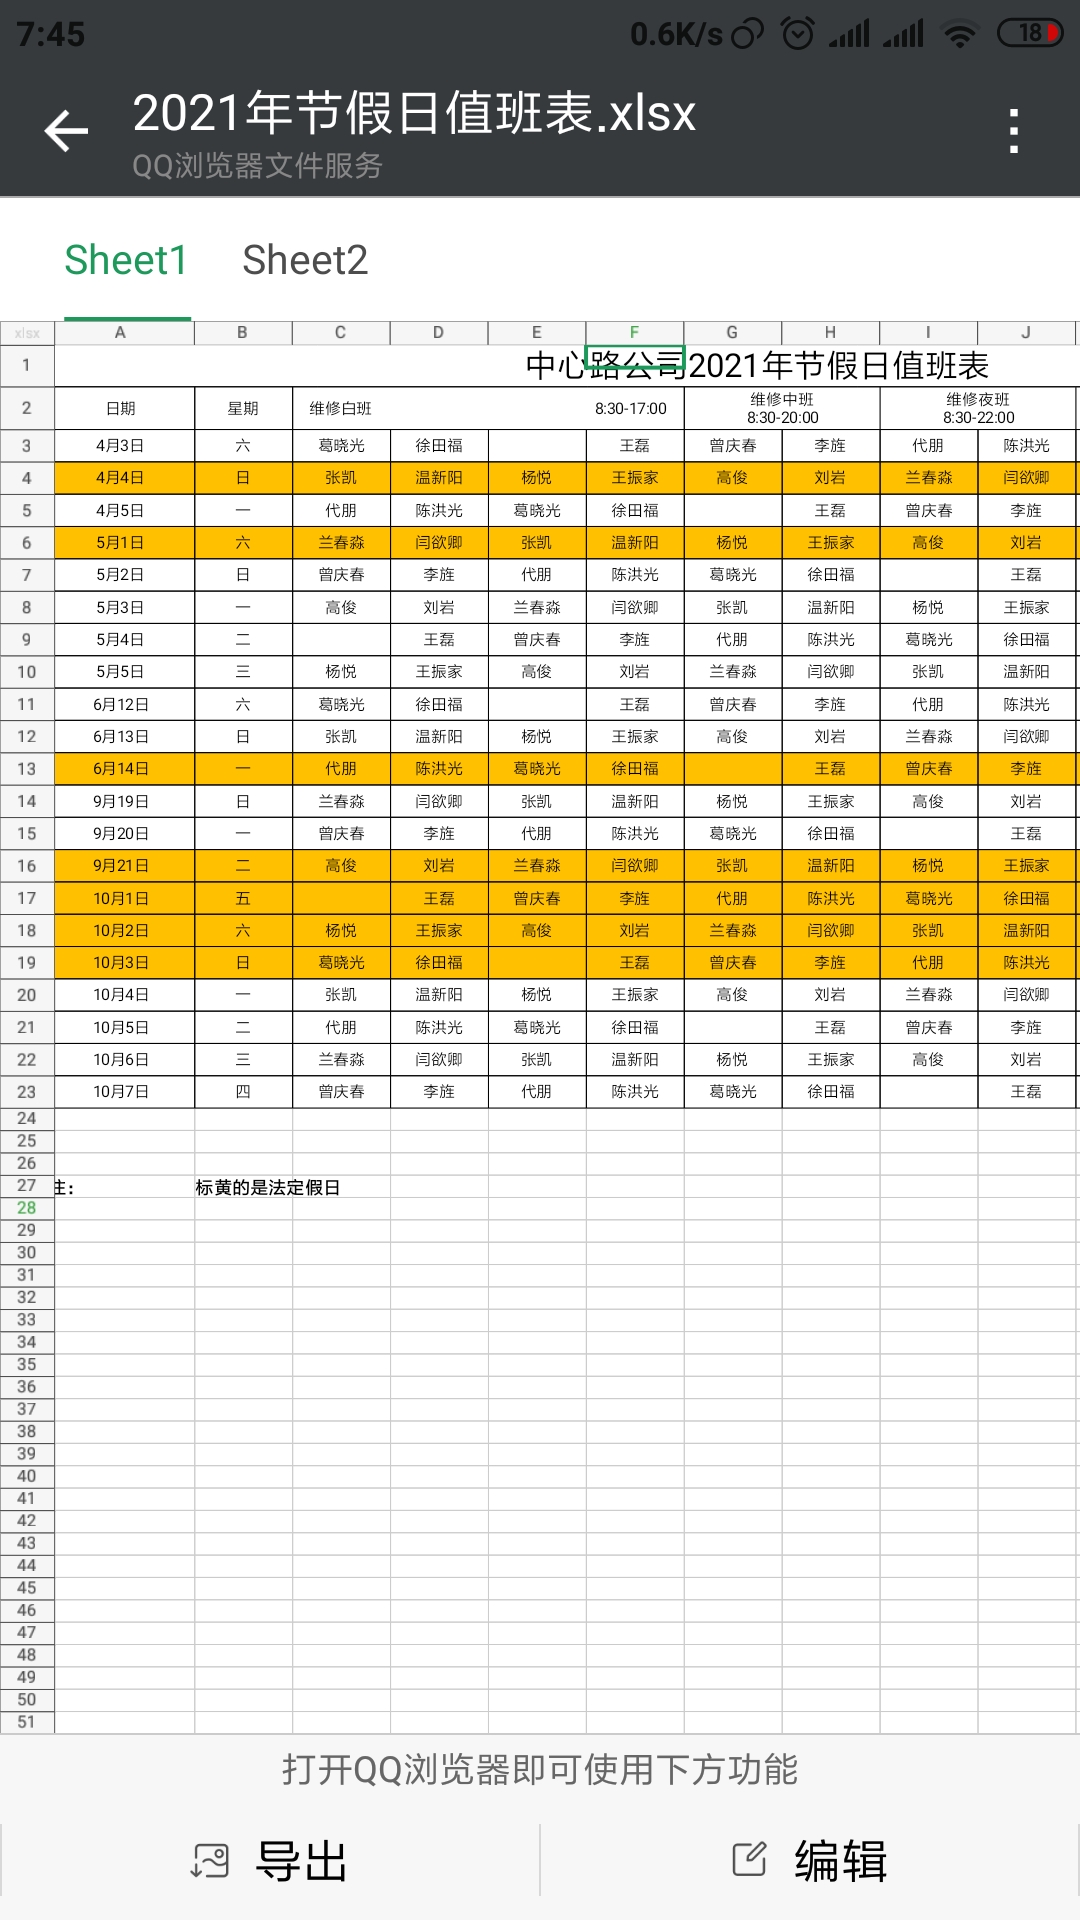 7:45 0.6K/s 18
2021年节假日值班表.xlsx
QQ浏览器文件服务
Sheet1 Sheet2
xlsx A B C D E F G H I J
1 中心路公司2021年节假日值班表
2 日期 星期 维修白班 8:30-17:00 维修中班 8:30-20:00 维修夜班 8:30-22:00
3 4月3日 六 葛晓光 徐田福 王磊 曾庆春 李旌 代朋 陈洪光
4 4月4日 日 张凯 温新阳 杨悦 王振家 高俊 刘岩 兰春淼 闫欲卿
5 4月5日 一 代朋 陈洪光 葛晓光 徐田福 王磊 曾庆春 李旌
6 5月1日 六 兰春淼 闫欲卿 张凯 温新阳 杨悦 王振家 高俊 刘岩
7 5月2日 日 曾庆春 李旌 代朋 陈洪光 葛晓光 徐田福 王磊
8 5月3日 一 高俊 刘岩 兰春淼 闫欲卿 张凯 温新阳 杨悦 王振家
9 5月4日 二 王磊 曾庆春 李旌 代朋 陈洪光 葛晓光 徐田福
10 5月5日 三 杨悦 王振家 高俊 刘岩 兰春淼 闫欲卿 张凯 温新阳
11 6月12日 六 葛晓光 徐田福 王磊 曾庆春 李旌 代朋 陈洪光
12 6月13日 日 张凯 温新阳 杨悦 王振家 高俊 刘岩 兰春淼 闫欲卿
13 6月14日 一 代朋 陈洪光 葛晓光 徐田福 王磊 曾庆春 李旌
14 9月19日 日 兰春淼 闫欲卿 张凯 温新阳 杨悦 王振家 高俊 刘岩
15 9月20日 一 曾庆春 李旌 代朋 陈洪光 葛晓光 徐田福 王磊
16 9月21日 二 高俊 刘岩 兰春淼 闫欲卿 张凯 温新阳 杨悦 王振家
17 10月1日 五 王磊 曾庆春 李旌 代朋 陈洪光 葛晓光 徐田福
18 10月2日 六 杨悦 王振家 高俊 刘岩 兰春淼 闫欲卿 张凯 温新阳
19 10月3日 日 葛晓光 徐田福 王磊 曾庆春 李旌 代朋 陈洪光
20 10月4日 一 张凯 温新阳 杨悦 王振家 高俊 刘岩 兰春淼 闫欲卿
21 10月5日 二 代朋 陈洪光 葛晓光 徐田福 王磊 曾庆春 李旌
22 10月6日 三 兰春淼 闫欲卿 张凯 温新阳 杨悦 王振家 高俊 刘岩
23 10月7日 四 曾庆春 李旌 代朋 陈洪光 葛晓光 徐田福 王磊
24
25
26
27 注： 标黄的是法定假日
28
29
30
31
32
33
34
35
36
37
38
39
40
41
42
43
44
45
46
47
48
49
50
51
打开QQ浏览器即可使用下方功能
导出 编辑